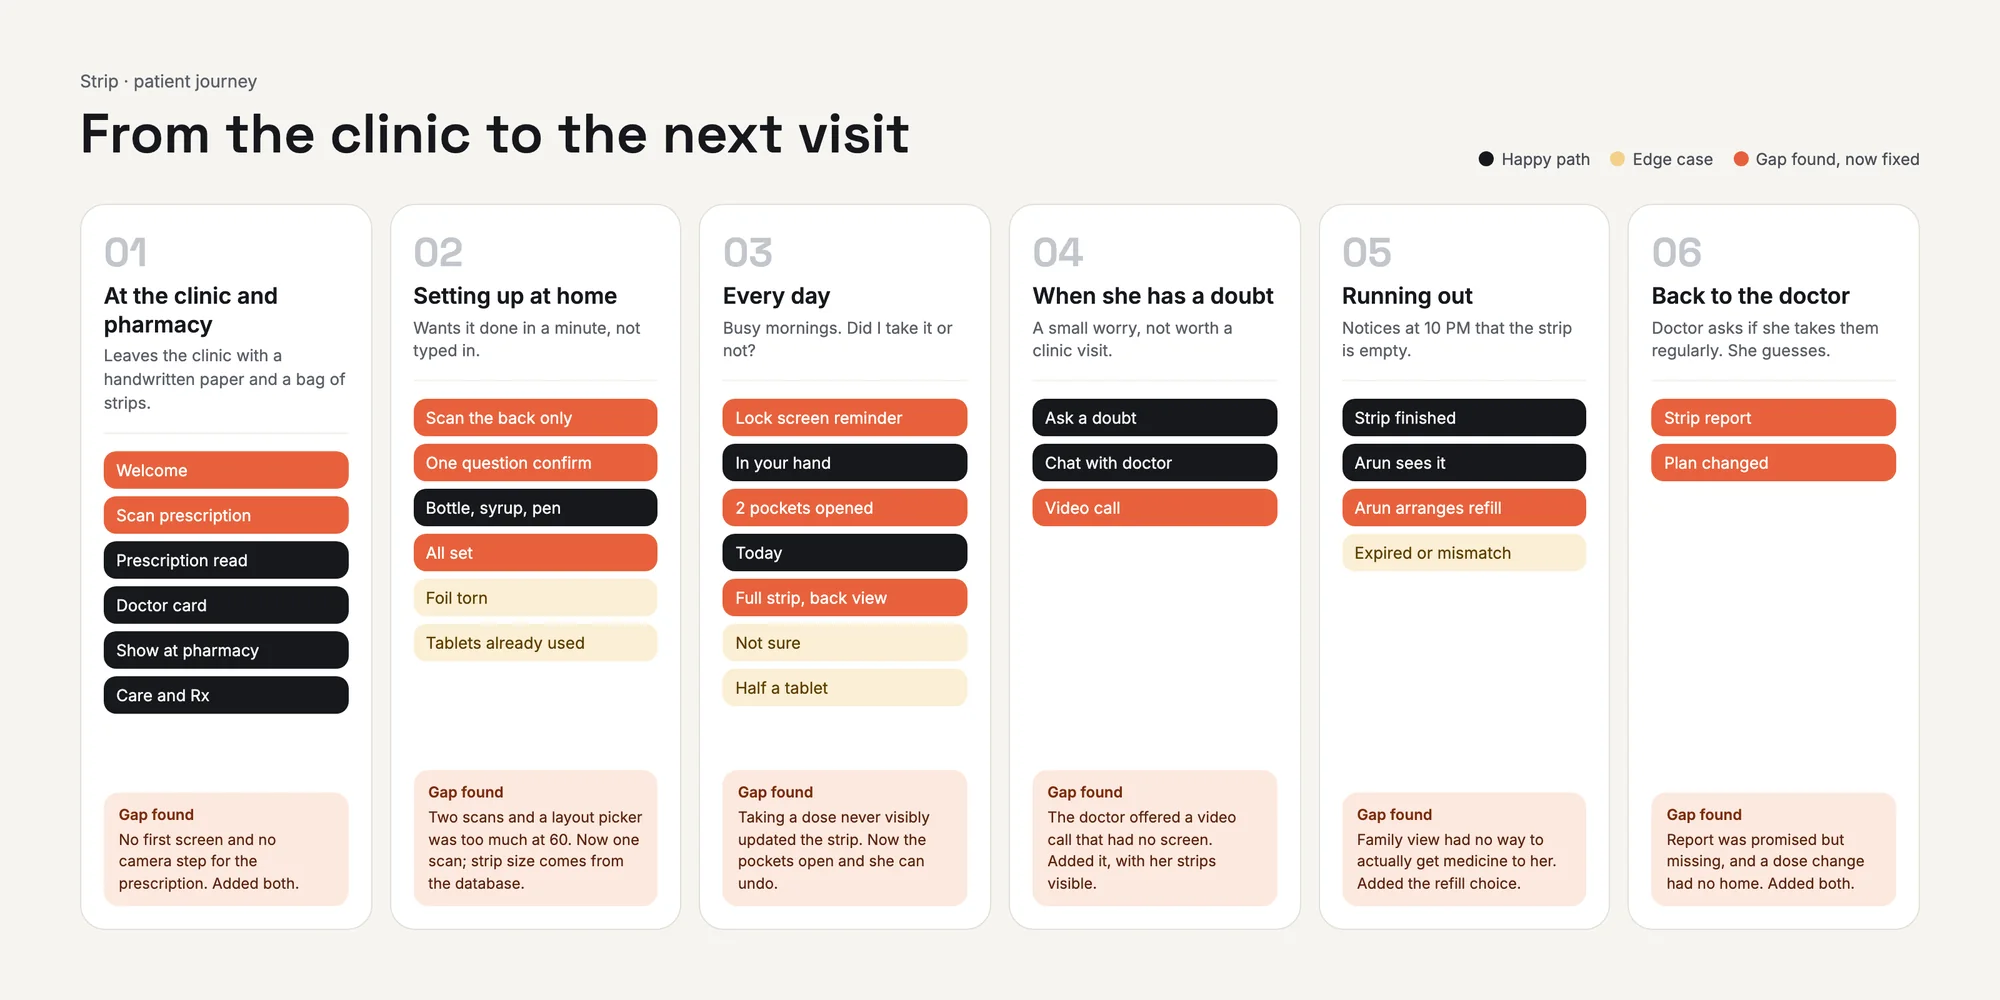 Strip · patient journey
From the clinic to the next visit
Happy path
Edge case
Gap found, now fixed
01
At the clinic and
pharmacy
Leaves the clinic with a
handwritten paper and a bag of
strips.
Welcome
Scan prescription
Prescription read
Doctor card
Show at pharmacy
Care and Rx
Gap found
No first screen and no
camera step for the
prescription. Added both.
02
Setting up at home
Wants it done in a minute, not
typed in.
Scan the back only
One question confirm
Bottle, syrup, pen
All set
Foil torn
Tablets already used
Gap found
Two scans and a layout picker
was too much at 60. Now one
scan; strip size comes from
the database.
03
Every day
Busy mornings. Did I take it or
not?
Lock screen reminder
In your hand
2 pockets opened
Today
Full strip, back view
Not sure
Half a tablet
Gap found
Taking a dose never visibly
updated the strip. Now the
pockets open and she can
undo.
04
When she has a doubt
A small worry, not worth a
clinic visit.
Ask a doubt
Chat with doctor
Video call
Gap found
The doctor offered a video
call that had no screen.
Added it, with her strips
visible.
05
Running out
Notices at 10 PM that the strip
is empty.
Strip finished
Arun sees it
Arun arranges refill
Expired or mismatch
Gap found
Family view had no way to
actually get medicine to her.
Added the refill choice.
06
Back to the doctor
Doctor asks if she takes them
regularly. She guesses.
Strip report
Plan changed
Gap found
Report was promised but
missing, and a dose change
had no home. Added both.